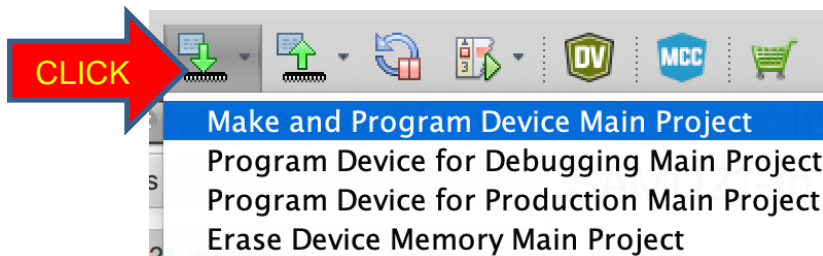 CLICK
3
DV
MCC
Make and Program Device Main Project
Program Device for Debugging Main Project
s
Program Device for Production Main Project
Erase Device Memory Main Project